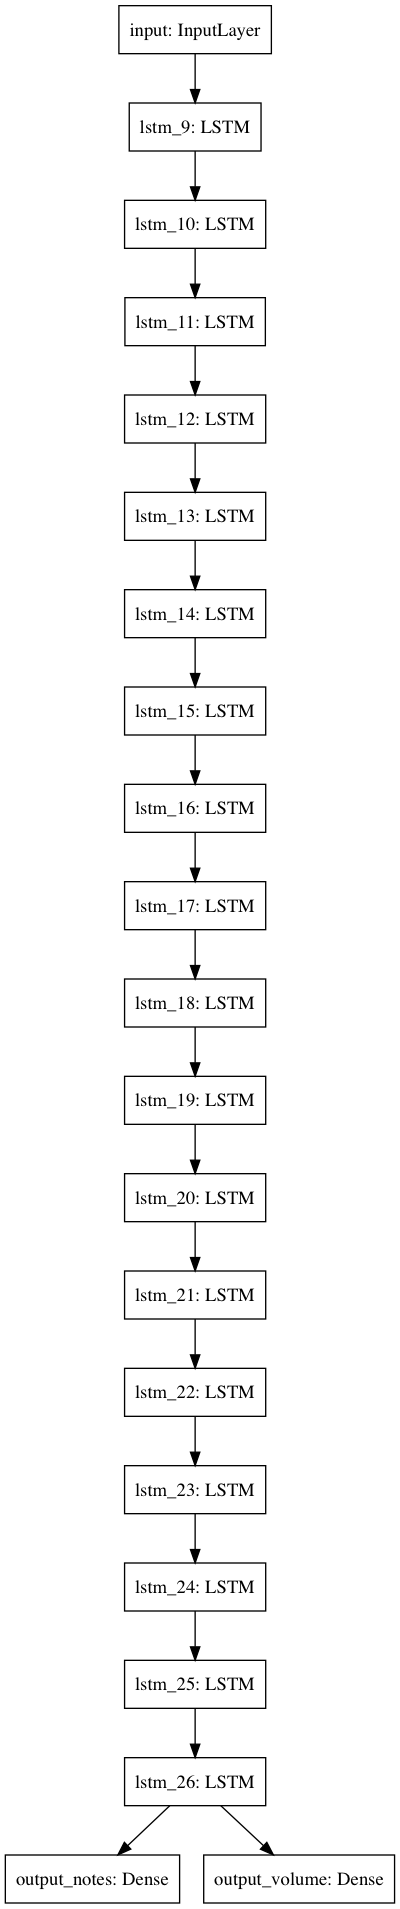 input: InputLayer
lstm_9: LSTM
lstm_10: LSTM
lstm_11: LSTM
lstm_12: LSTM
lstm_13: LSTM
lstm_14: LSTM
lstm_15: LSTM
lstm_16: LSTM
lstm_17: LSTM
lstm_18: LSTM
lstm_19: LSTM
lstm_20: LSTM
lstm_21: LSTM
lstm_22: LSTM
lstm_23: LSTM
lstm_24: LSTM
lstm_25: LSTM
lstm_26: LSTM
output_notes: Dense
output_volume: Dense